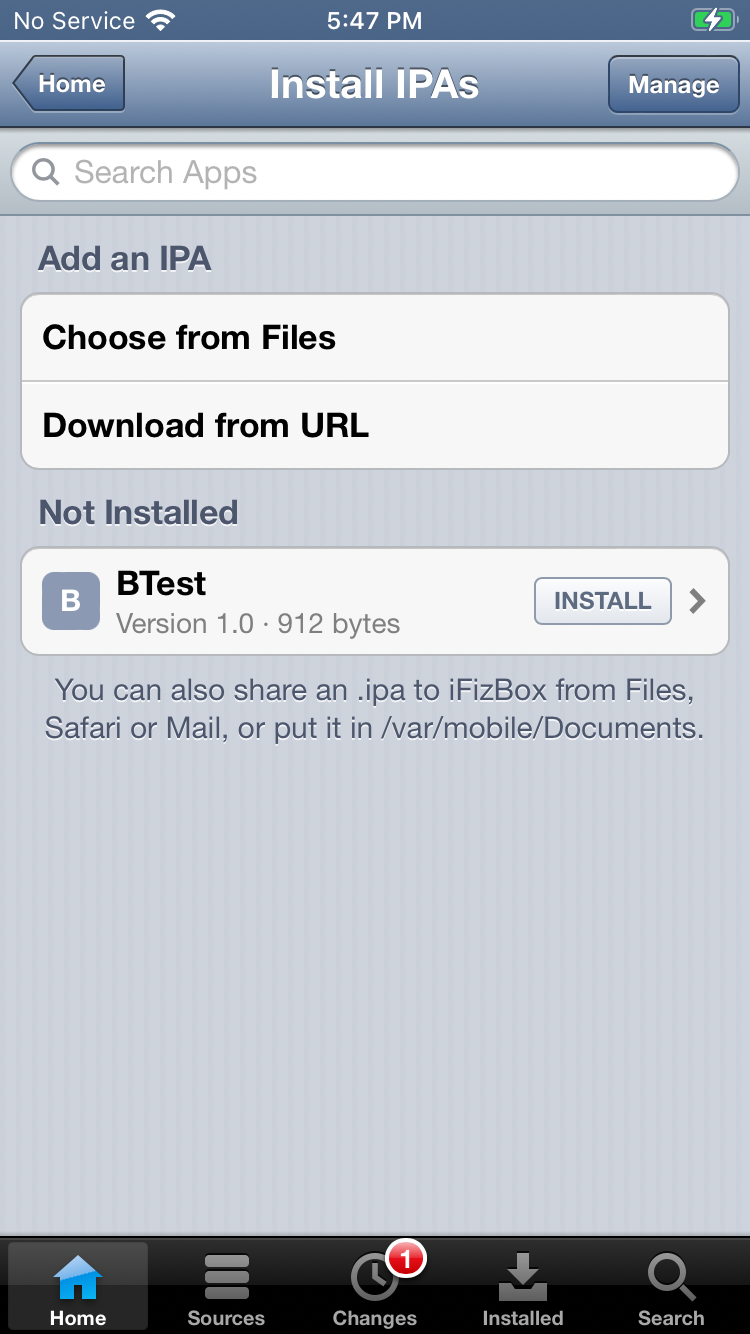 No Service
5:47 PM
Home
Install IPAs
Manage
Search Apps
Add an IPA
Choose from Files
Download from URL
Not Installed
B
BTest
Version 1.0 · 912 bytes
INSTALL
You can also share an .ipa to iFizBox from Files,
Safari or Mail, or put it in /var/mobile/Documents.
1
Home
Sources
Changes
Installed
Search